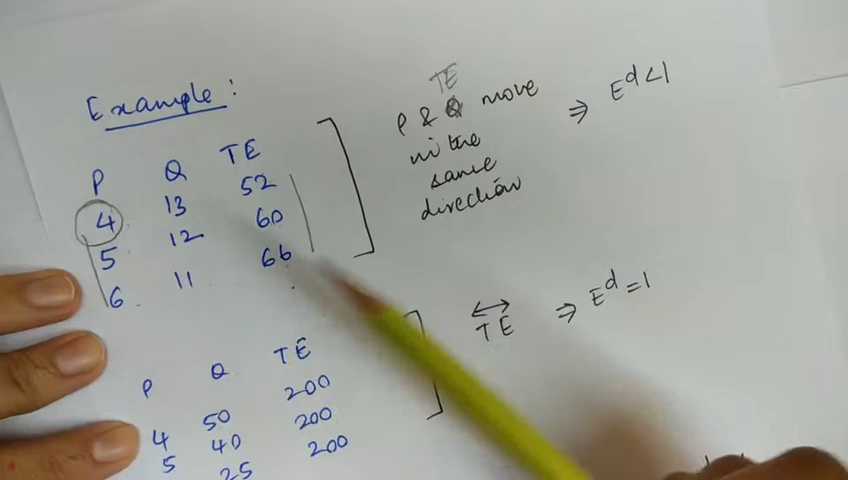 Example:
P Q TE
4 13 52
5 12 60
6 11 66
TE
P & Q move
in the
same
direction
⇒ E^d < 1
P Q TE
4 50 200
5 40 200
25 200
↔
TE ⇒ E^d = 1